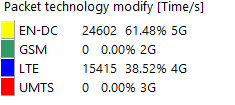 Packet technology modify [Time/s]
EN-DC 24602 61.48% 5G
GSM 0 0.00% 2G
LTE 15415 38.52% 4G
UMTS 0 0.00% 3G